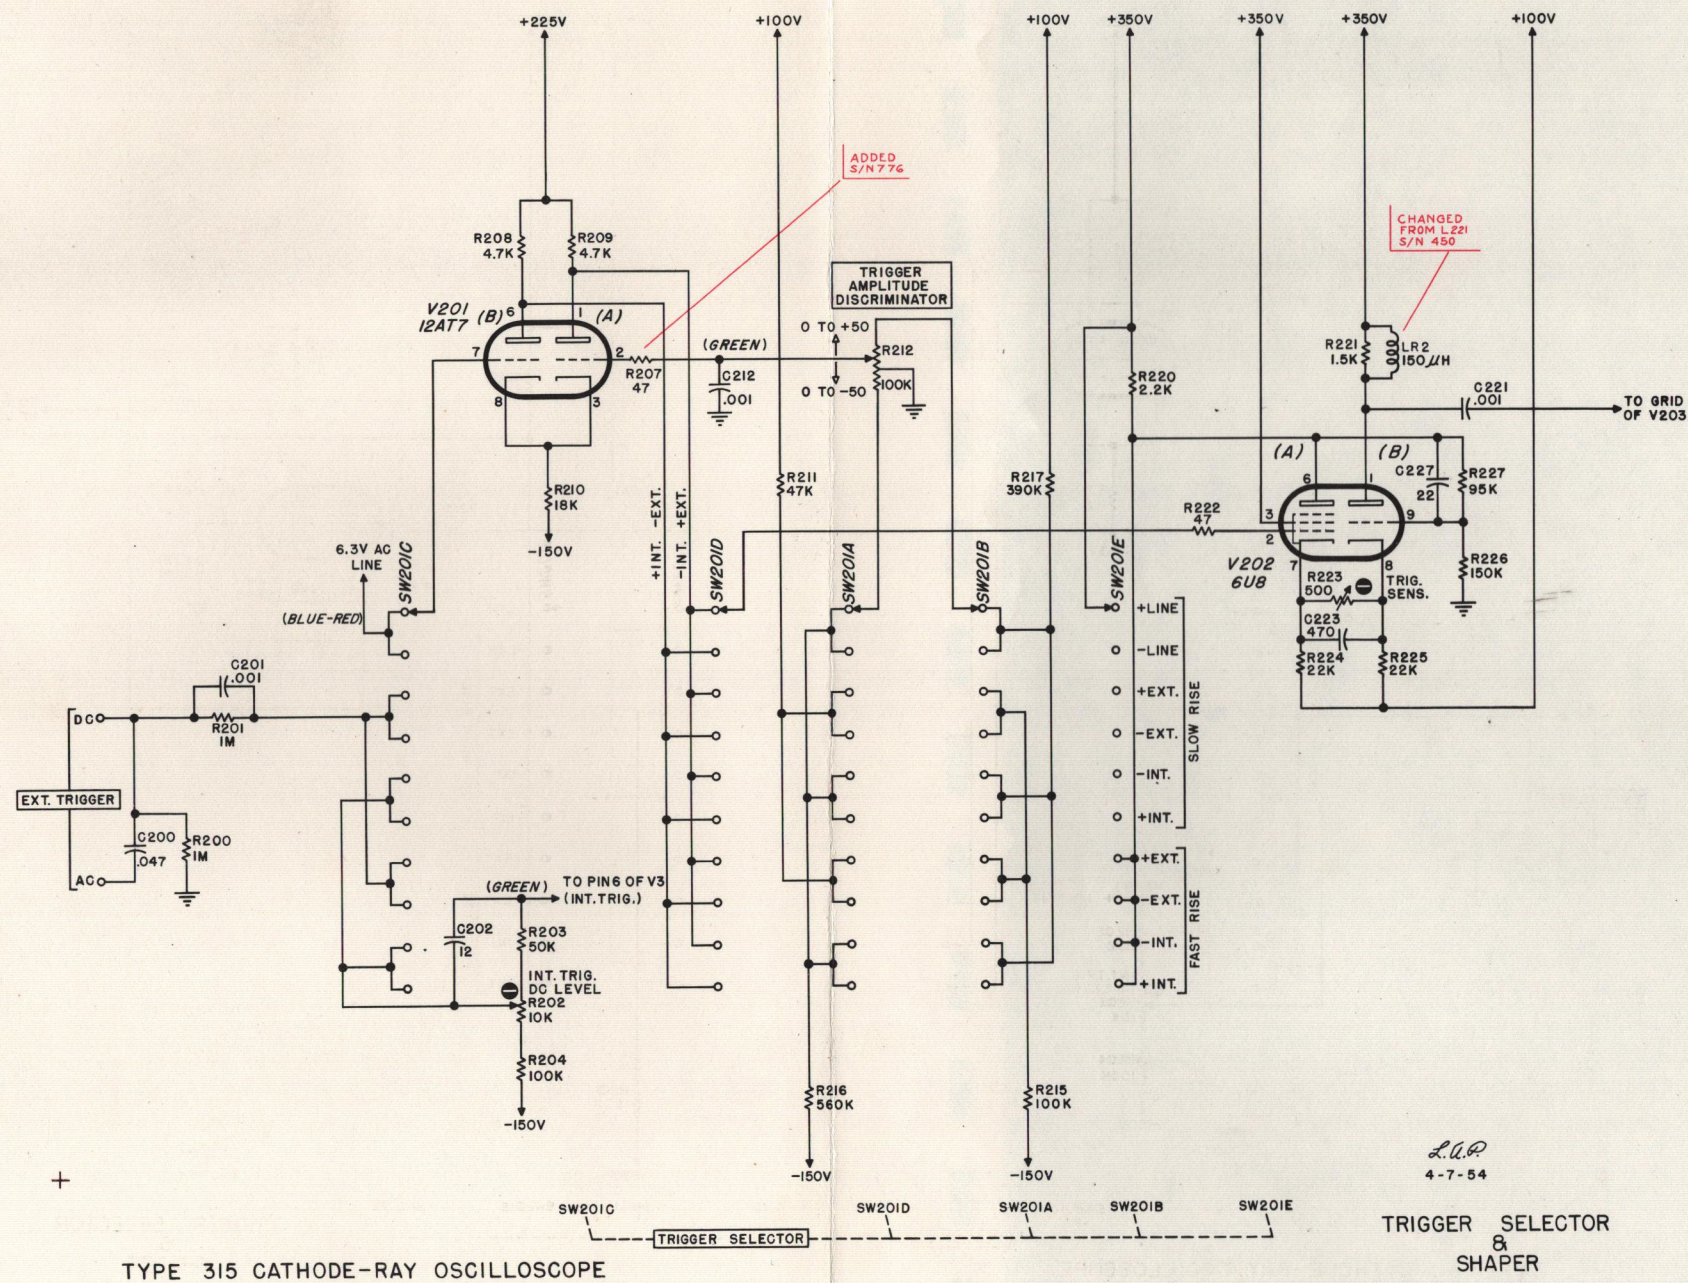 +225V
+100V
+100V
+350V
+350V
+350V
+100V
ADDED
S/N 776
CHANGED
FROM L221
S/N 450
R208
4.7K
R209
4.7K
TRIGGER
AMPLITUDE
DISCRIMINATOR
V201
12AT7
(B)
6
1
(A)
7
2
8
3
R207
47
(GREEN)
C212
.001
0 TO +50
0 TO -50
R212
100K
R210
18K
-150V
R211
47K
R217
390K
R220
2.2K
R221
1.5K
LR2
150μH
C221
.001
TO GRID
OF V203
(A)
(B)
6
1
C227
22
R227
95K
R222
47
3
2
9
7
8
V202
6U8
R226
150K
R223
500
TRIG.
SENS.
C223
470
R224
22K
R225
22K
6.3V AC
LINE
(BLUE-RED)
SW201C
+INT. -EXT.
-INT. +EXT.
SW201D
SW201A
SW201B
SW201E
+LINE
-LINE
+EXT.
-EXT.
-INT.
+INT.
SLOW RISE
+EXT.
-EXT.
-INT.
+INT.
FAST RISE
C201
.001
DC
R201
1M
EXT. TRIGGER
C200
.047
R200
1M
AC
(GREEN)
TO PIN 6 OF V3
(INT. TRIG.)
C202
12
R203
50K
INT. TRIG.
DC LEVEL
R202
10K
R204
100K
-150V
R216
560K
-150V
R215
100K
-150V
L.A.P.
4-7-54
SW201C
SW201D
SW201A
SW201B
SW201E
TRIGGER SELECTOR
TRIGGER SELECTOR
&
SHAPER
TYPE 315 CATHODE-RAY OSCILLOSCOPE